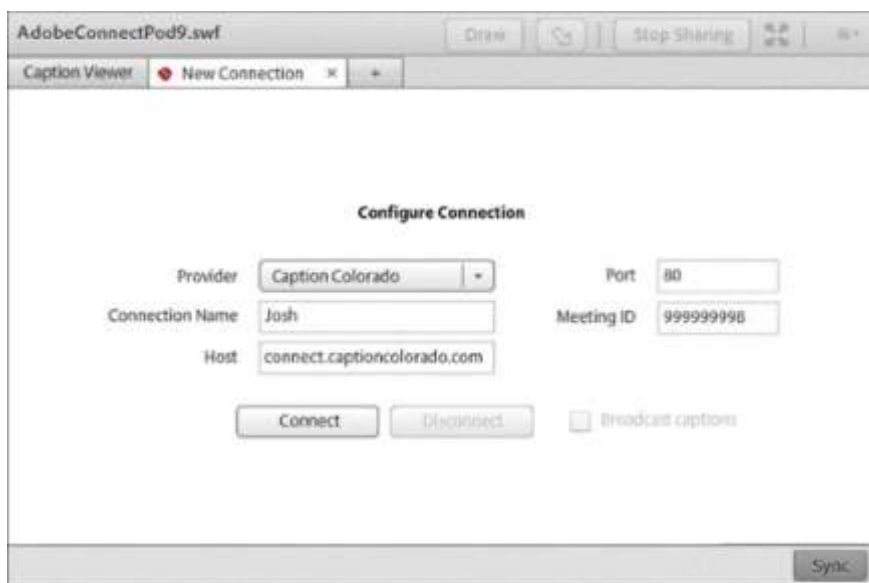 AdobeConnectPod9.swf Draw Stop Sharing
Caption Viewer New Connection × +
Configure Connection
Provider Caption Colorado Port 80
Connection Name Josh Meeting ID 999999998
Host connect.captioncolorado.com
Connect Disconnect Broadcast captions
Sync